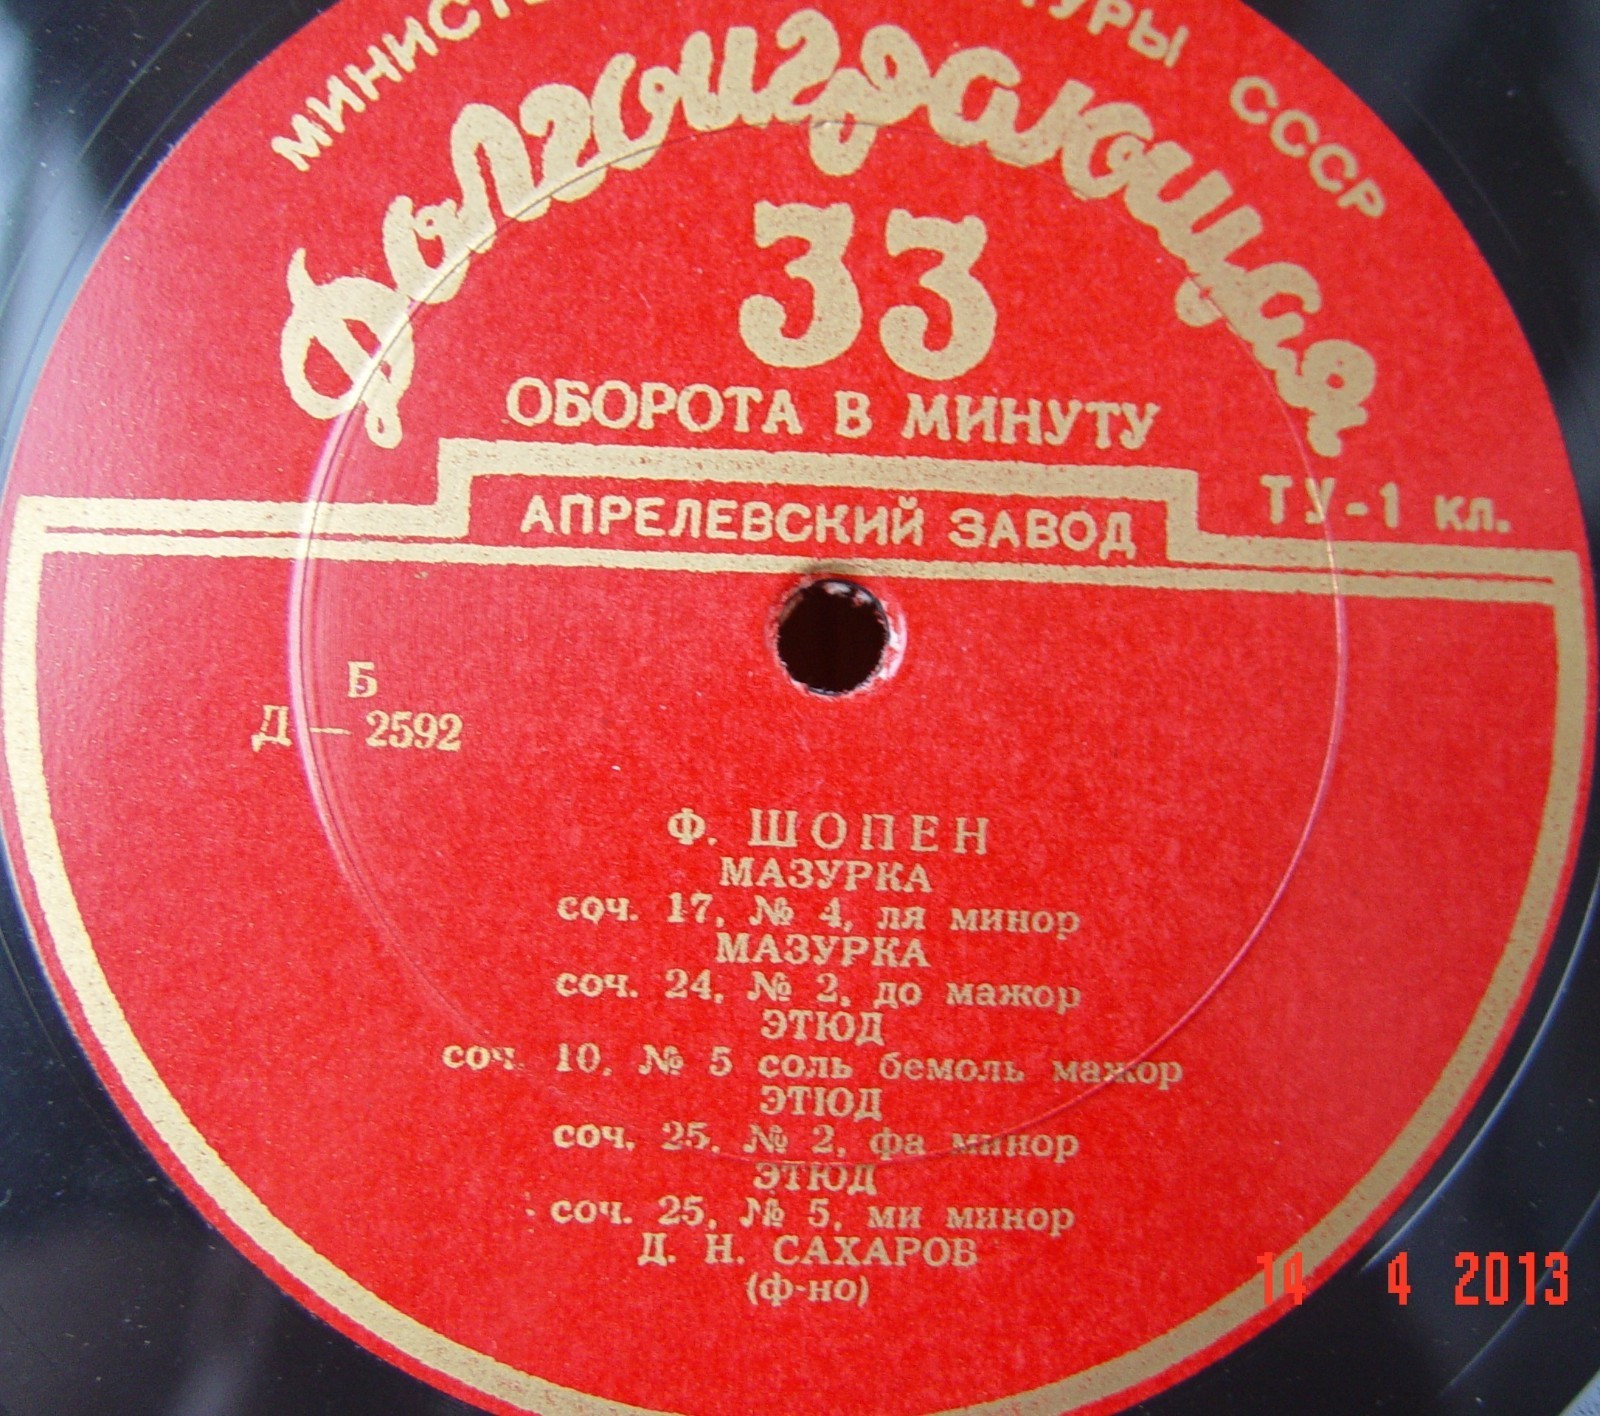 МИНИСТЕ ТУРЫ СССР
Долгоиграющая
33
ОБОРОТА В МИНУТУ
АПРЕЛЕВСКИЙ ЗАВОД
ТУ-1 кл.
Б
Д — 2592
Ф. ШОПЕН
МАЗУРКА
соч. 17, № 4, ля минор
МАЗУРКА
соч. 24, № 2, до мажор
ЭТЮД
соч. 10, № 5 соль бемоль мажор
ЭТЮД
соч. 25, № 2, фа минор
ЭТЮД
соч. 25, № 5, ми минор
Д. Н. САХАРОВ
(ф-но)
14 4 2013